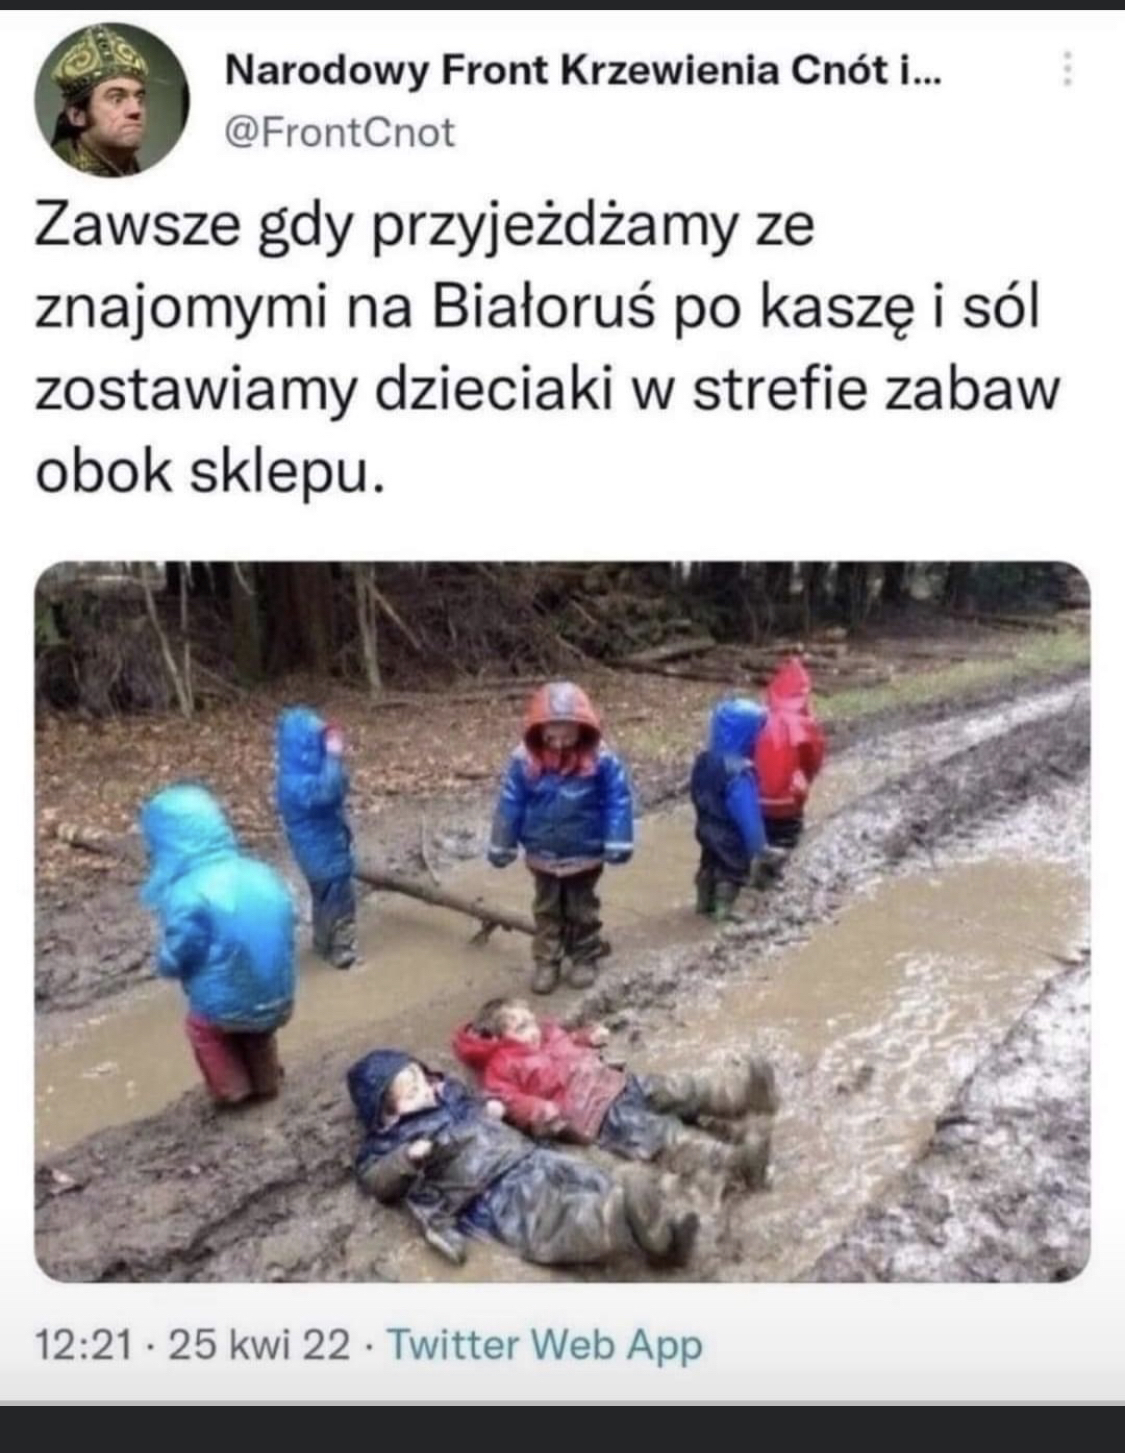 Narodowy Front Krzewienia Cnót i...
@FrontCnot
Zawsze gdy przyjeżdżamy ze
znajomymi na Białoruś po kaszę i sól
zostawiamy dzieciaki w strefie zabaw
obok sklepu.
12:21 · 25 kwi 22 · Twitter Web App